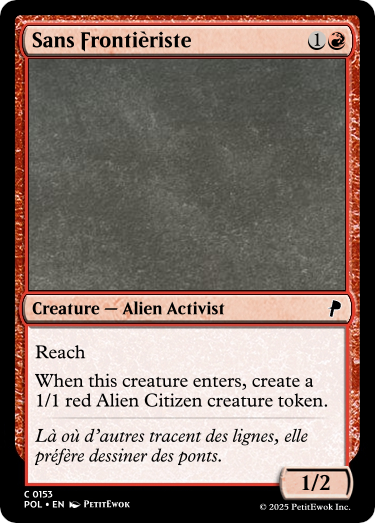 Sans Frontièriste 1
Creature — Alien Activist
Reach
When this creature enters, create a
1/1 red Alien Citizen creature token.
Là où d'autres tracent des lignes, elle
préfère dessiner des ponts.
1/2
C 0153
POL • EN PetitEwok
© 2025 PetitEwok Inc.